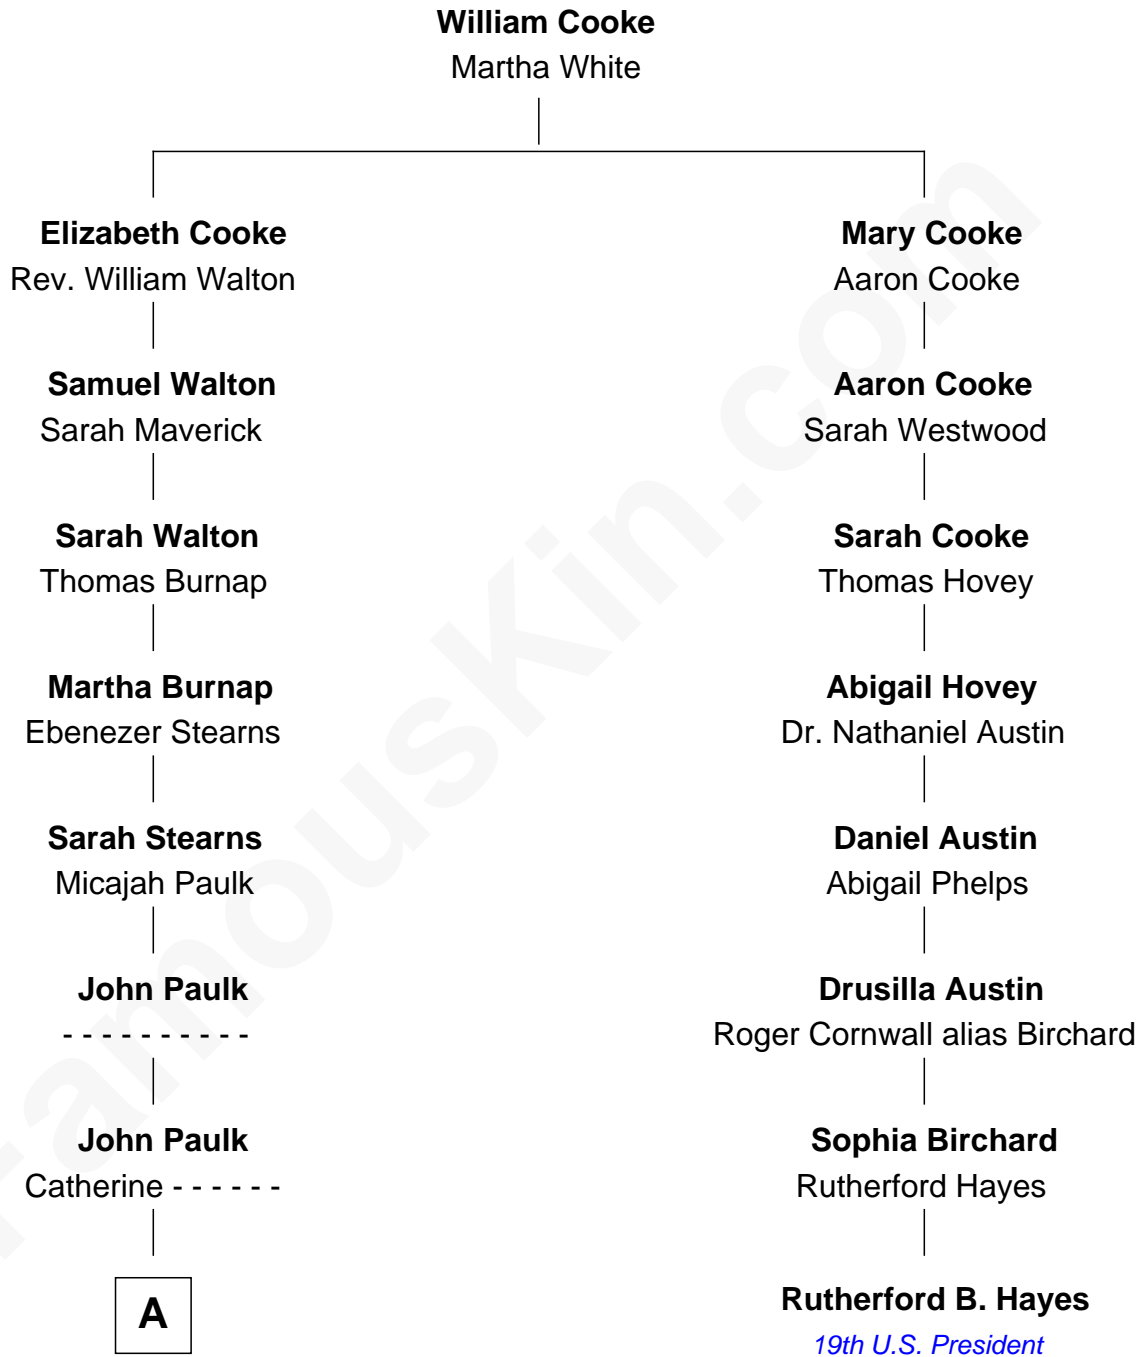 William Cooke
Martha White
Elizabeth Cooke
Rev. William Walton
Mary Cooke
Aaron Cooke
Samuel Walton
Sarah Maverick
Aaron Cooke
Sarah Westwood
Sarah Walton
Thomas Burnap
Sarah Cooke
Thomas Hovey
Martha Burnap
Ebenezer Stearns
Abigail Hovey
Dr. Nathaniel Austin
Sarah Stearns
Micajah Paulk
Daniel Austin
Abigail Phelps
John Paulk
- - - - - - - - - -
Drusilla Austin
Roger Cornwall alias Birchard
John Paulk
Catherine - - - - - -
Sophia Birchard
Rutherford Hayes
A
Rutherford B. Hayes
19th U.S. President
FamousKin.com